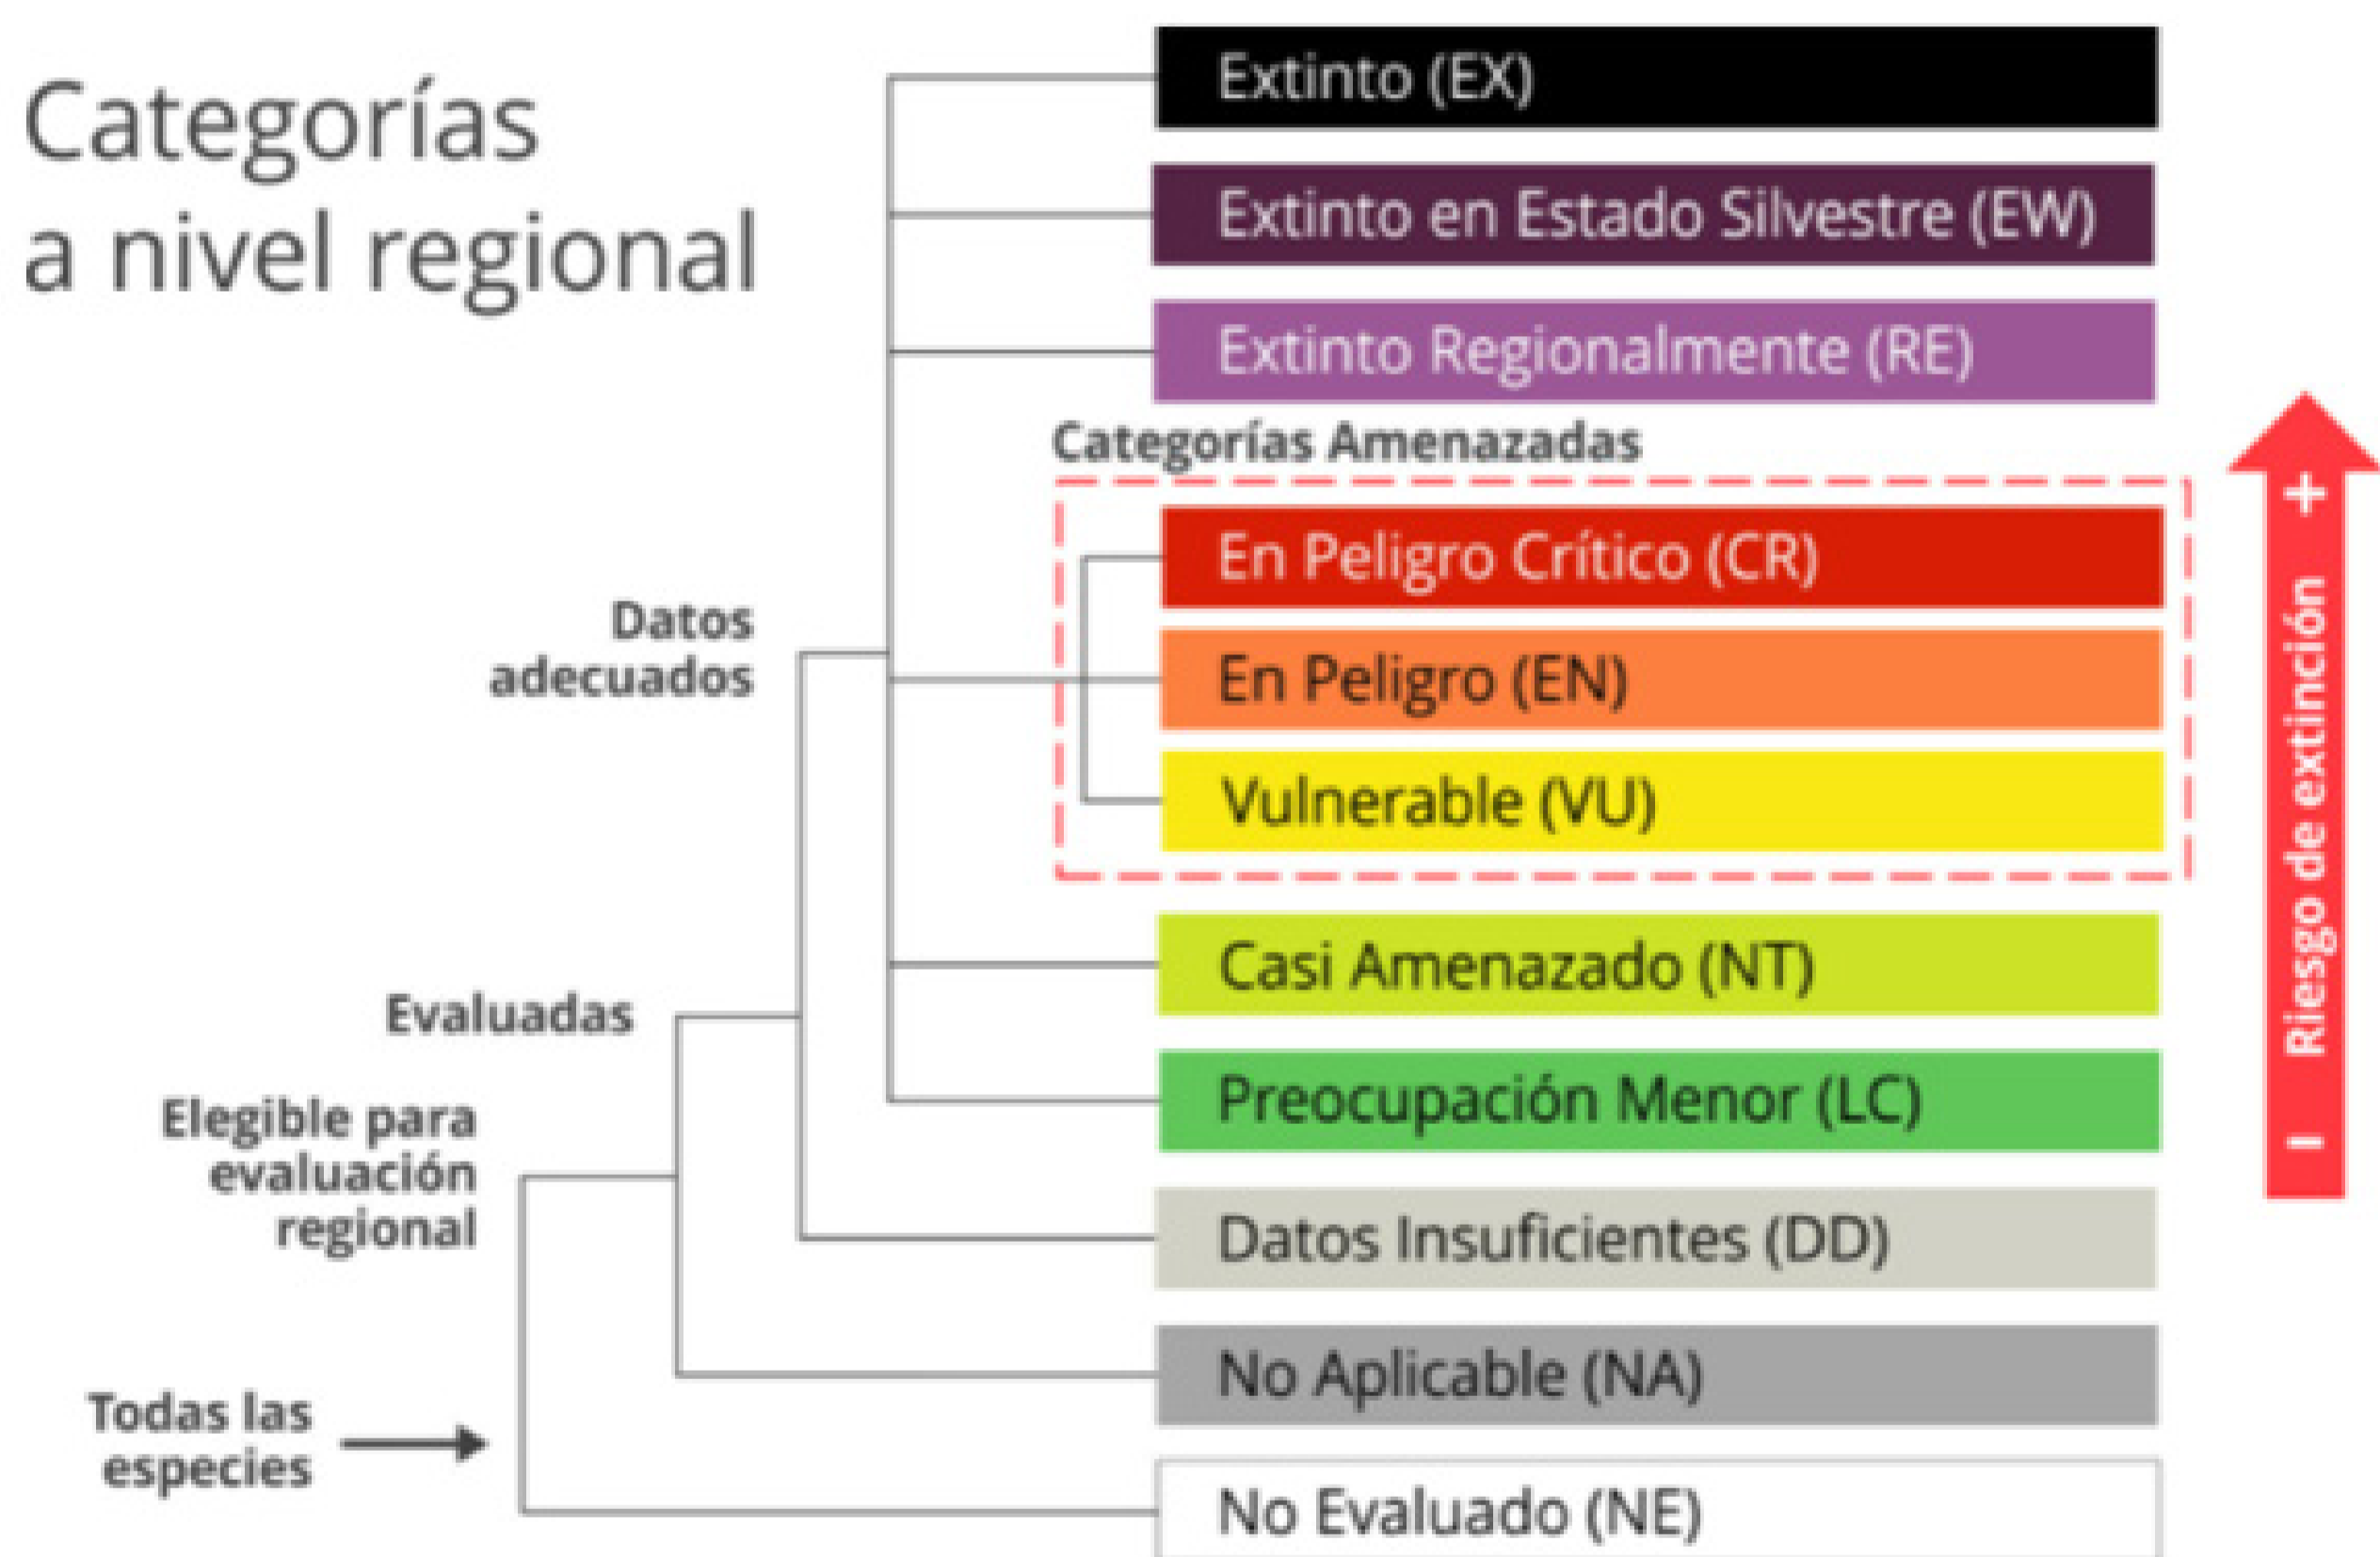 Categorías
a nivel regional
Extinto (EX)
Extinto en Estado Silvestre (EW)
Extinto Regionalmente (RE)
Categorías Amenazadas
En Peligro Crítico (CR)
En Peligro (EN)
Vulnerable (VU)
Casi Amenazado (NT)
Preocupación Menor (LC)
Datos Insuficientes (DD)
No Aplicable (NA)
No Evaluado (NE)
Datos
adecuados
Evaluadas
Elegible para
evaluación
regional
Todas las
especies
– Riesgo de extinción +